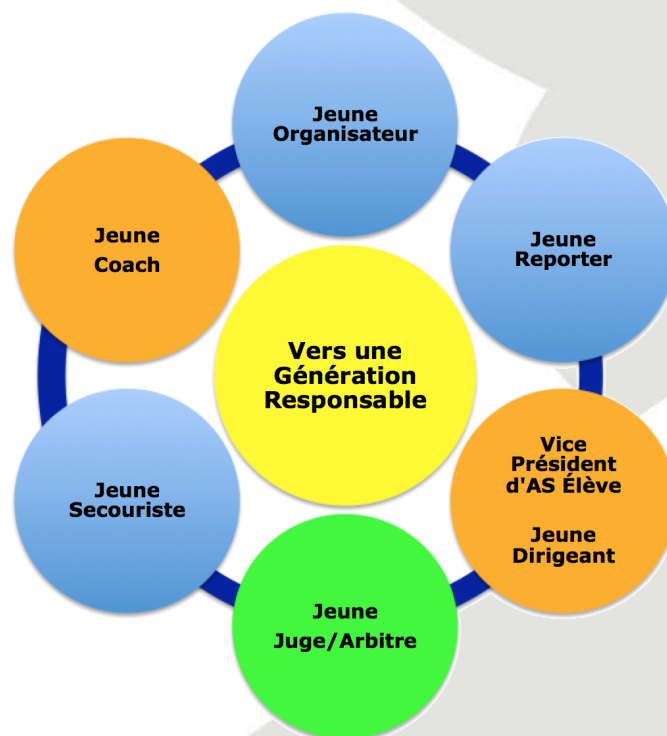 Jeune
Organisateur
Jeune
Reporter
Jeune
Coach
Vers une
Génération
Responsable
Vice
Président
d'AS Élève
Jeune
Dirigeant
Jeune
Secouriste
Jeune
Juge/Arbitre